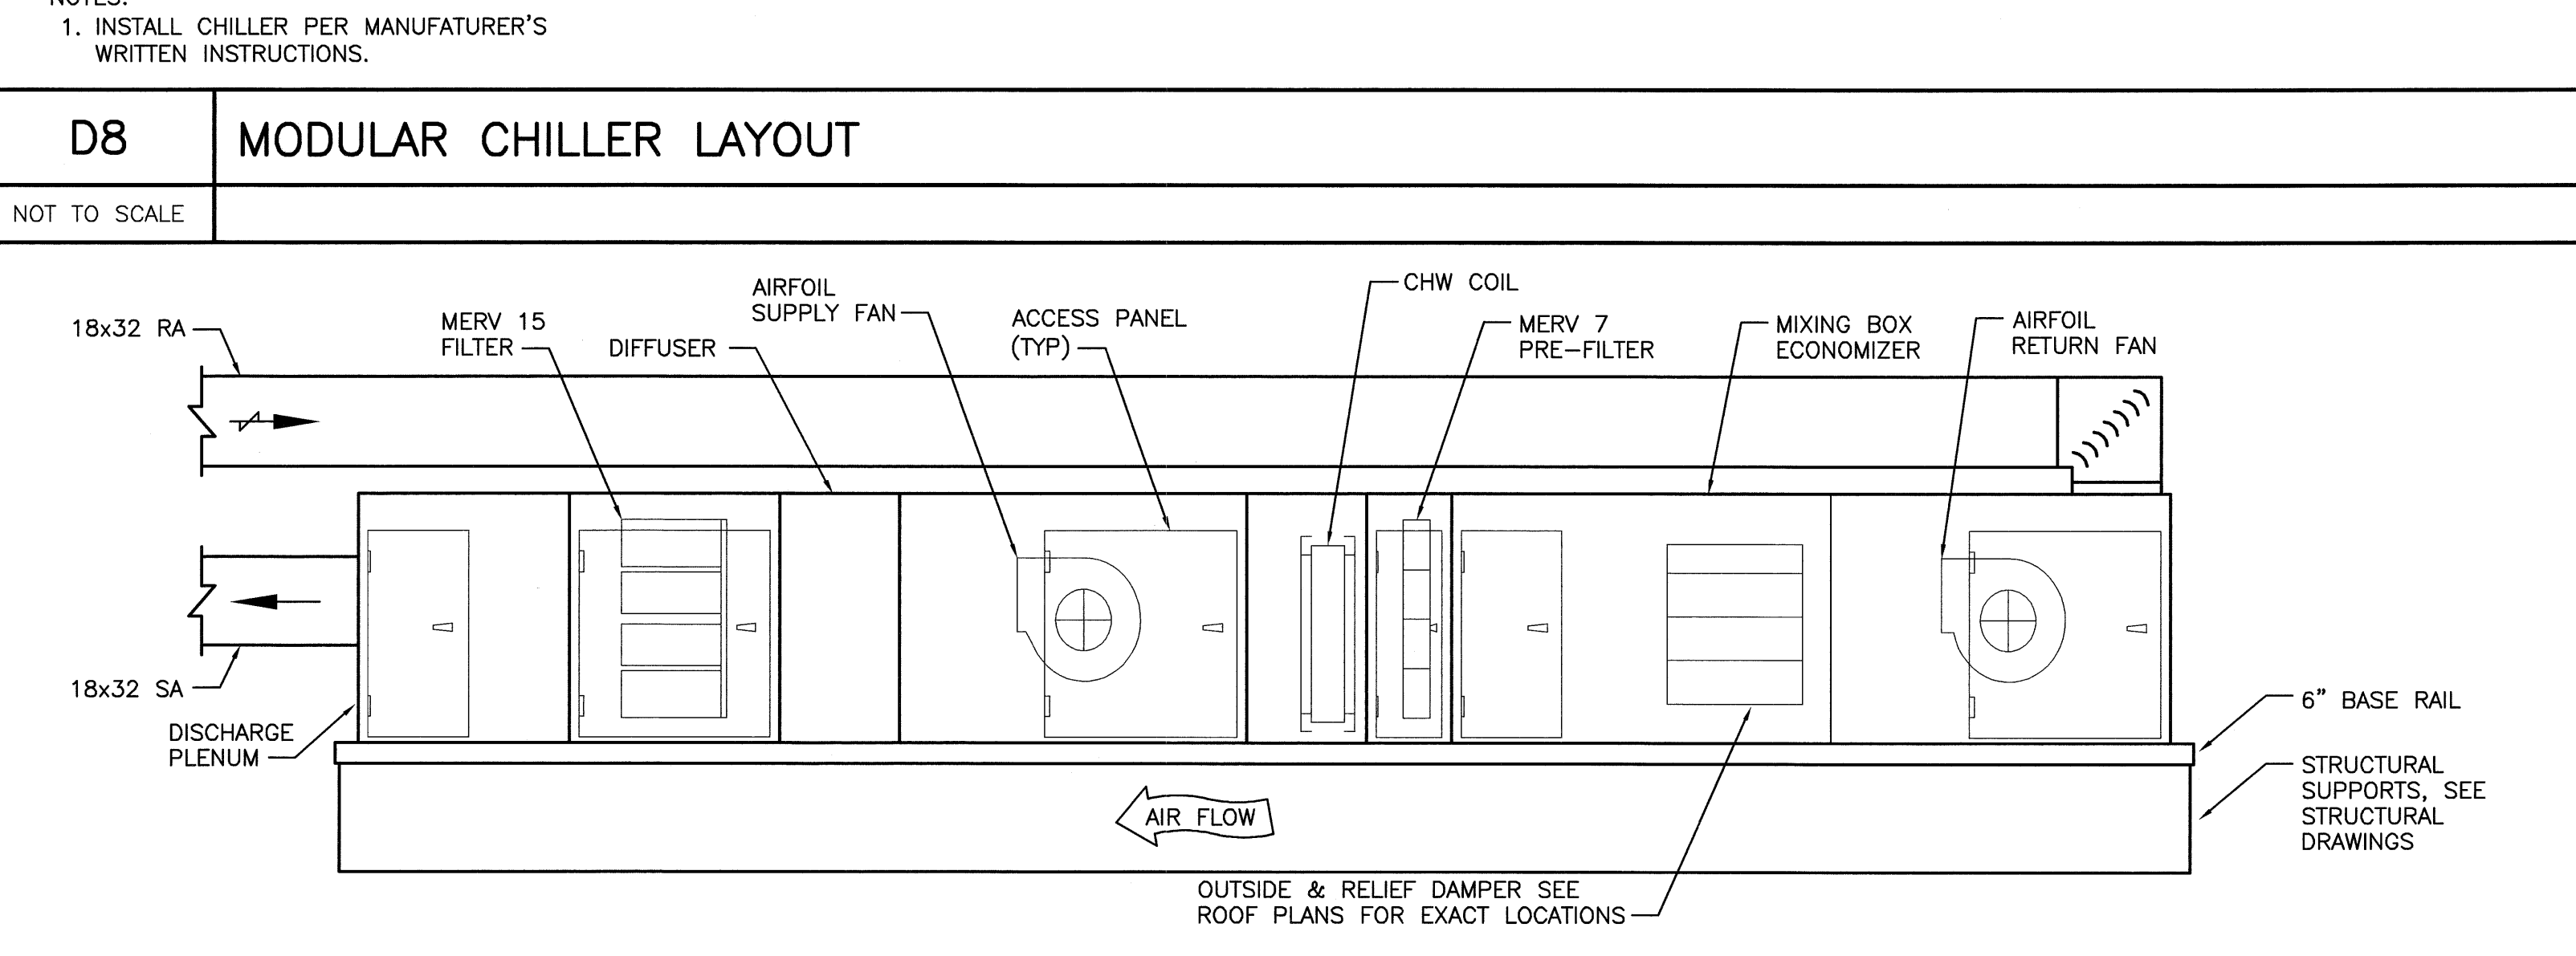 NOTES:
1. INSTALL CHILLER PER MANUFATURER'S
WRITTEN INSTRUCTIONS.
D8
MODULAR CHILLER LAYOUT
NOT TO SCALE
18x32 RA
MERV 15
FILTER
DIFFUSER
AIRFOIL
SUPPLY FAN
ACCESS PANEL
(TYP)
CHW COIL
MERV 7
PRE-FILTER
MIXING BOX
ECONOMIZER
AIRFOIL
RETURN FAN
18x32 SA
DISCHARGE
PLENUM
6" BASE RAIL
STRUCTURAL
SUPPORTS, SEE
STRUCTURAL
DRAWINGS
AIR FLOW
OUTSIDE & RELIEF DAMPER SEE
ROOF PLANS FOR EXACT LOCATIONS